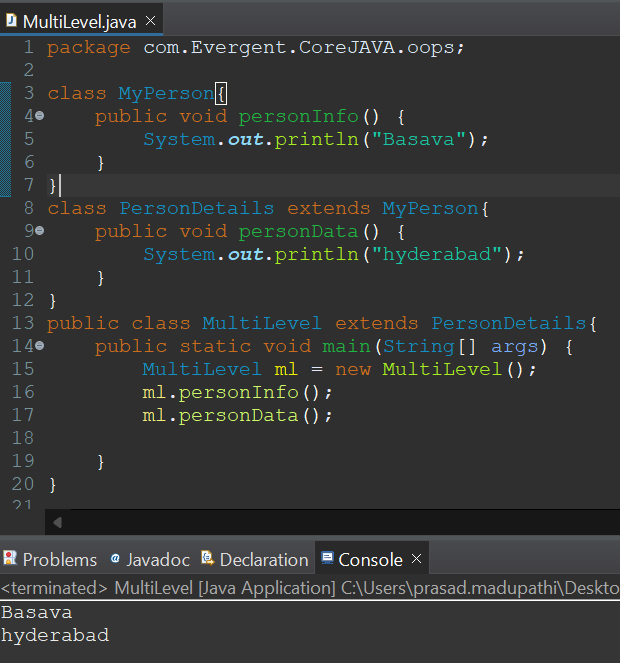 MultiLevel.java
1 package com.Evergent.CoreJAVA.oops;
2
3 class MyPerson{
4     public void personInfo() {
5         System.out.println("Basava");
6     }
7 }
8 class PersonDetails extends MyPerson{
9     public void personData() {
10         System.out.println("hyderabad");
11     }
12 }
13 public class MultiLevel extends PersonDetails{
14     public static void main(String[] args) {
15         MultiLevel ml = new MultiLevel();
16         ml.personInfo();
17         ml.personData();
18
19     }
20 }
21
Problems @ Javadoc Declaration Console
<terminated> MultiLevel [Java Application] C:\Users\prasad.madupathi\Deskto
Basava
hyderabad